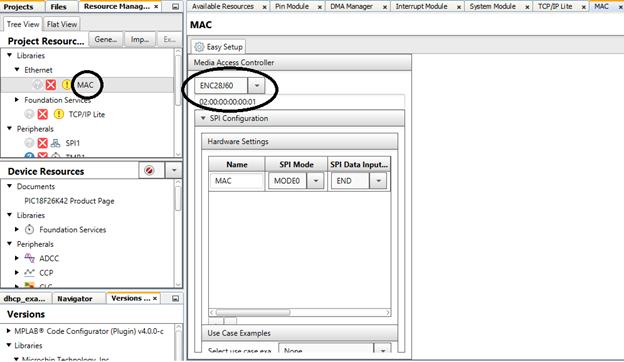 Projects Files Resource Manag... ×
Tree View Flat View
Project Resourc... Gene... Imp... Ex...
Libraries
Ethernet
MAC
Foundation Services
TCP/IP Lite
Peripherals
SPI1
TMR1
Device Resources
Documents
PIC18F26K42 Product Page
Libraries
Foundation Services
Peripherals
ADCC
CCP
CLC
dhcp_exa... Navigator Versions ... ×
Versions
MPLAB® Code Configurator (Plugin) v4.0.0-c
Libraries
Microchip Technology, Inc.
Available Resources × Pin Module × DMA Manager × Interrupt Module × System Module × TCP/IP Lite × MAC ×
MAC
Easy Setup
Media Access Controller
ENC28J60
02:00:00:00:00:01
SPI Configuration
Hardware Settings
Name SPI Mode SPI Data Input...
MAC MODE0 END
Use Case Examples
Select use case exa... None